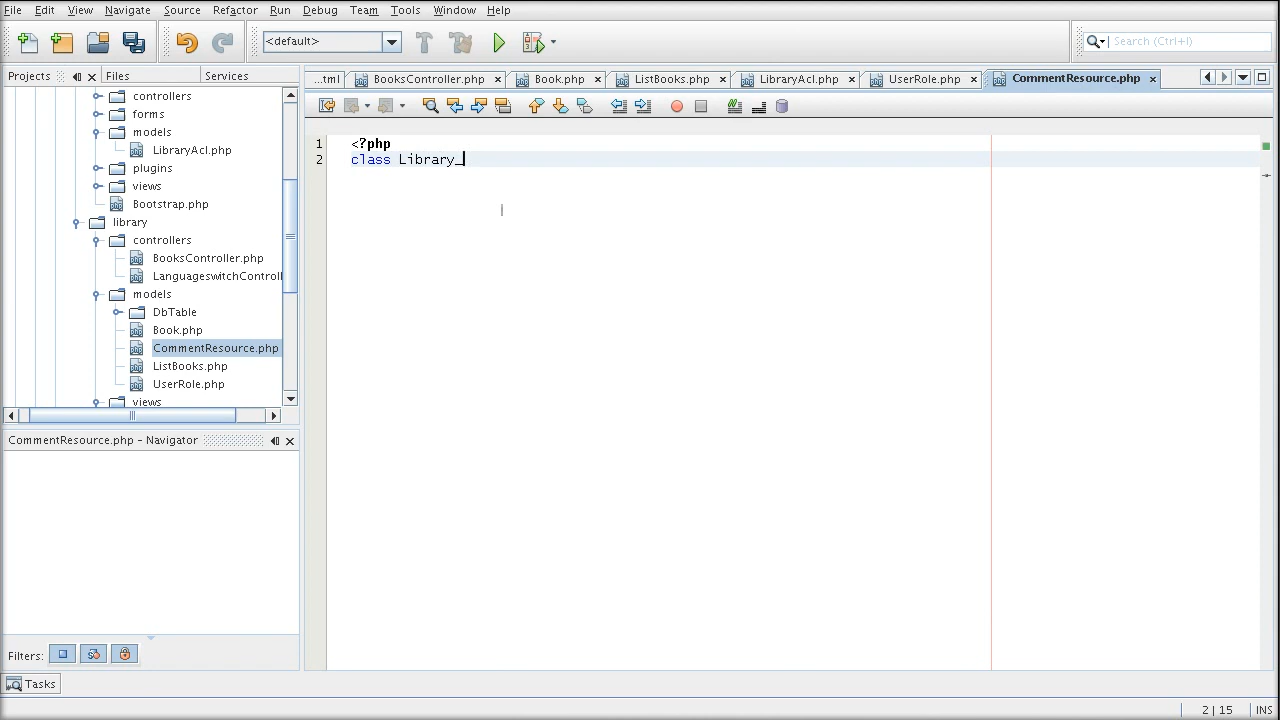 File Edit View Navigate Source Refactor Run Debug Team Tools Window Help
<default>
Search (Ctrl+I)
Projects Files Services
...tml BooksController.php Book.php ListBooks.php LibraryAcl.php UserRole.php CommentResource.php
controllers
forms
models
LibraryAcl.php
plugins
views
Bootstrap.php
library
controllers
BooksController.php
LanguageswitchControll
models
DbTable
Book.php
CommentResource.php
ListBooks.php
UserRole.php
views
1 <?php
2 class Library_
CommentResource.php - Navigator
Filters:
Tasks
2 | 15 INS